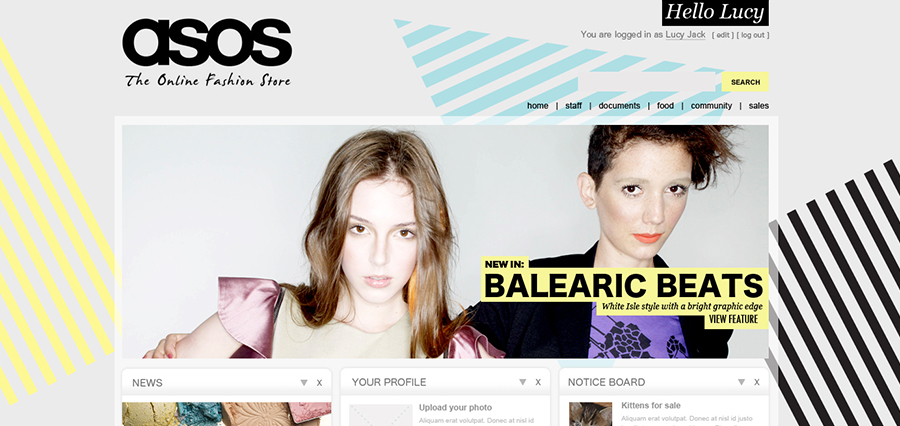 Hello Lucy
You are logged in as Lucy Jack [ edit ] [ log out ]
asos
The Online Fashion Store
SEARCH
home | staff | documents | food | community | sales
NEW IN:
BALEARIC BEATS
White Isle style with a bright graphic edge
VIEW FEATURE
NEWS x
YOUR PROFILE x
NOTICE BOARD x
Upload your photo
Aliquam erat volutpat. Donec at nisl id
Kittens for sale
Aliquam erat volutpat. Donec at nisl id justo